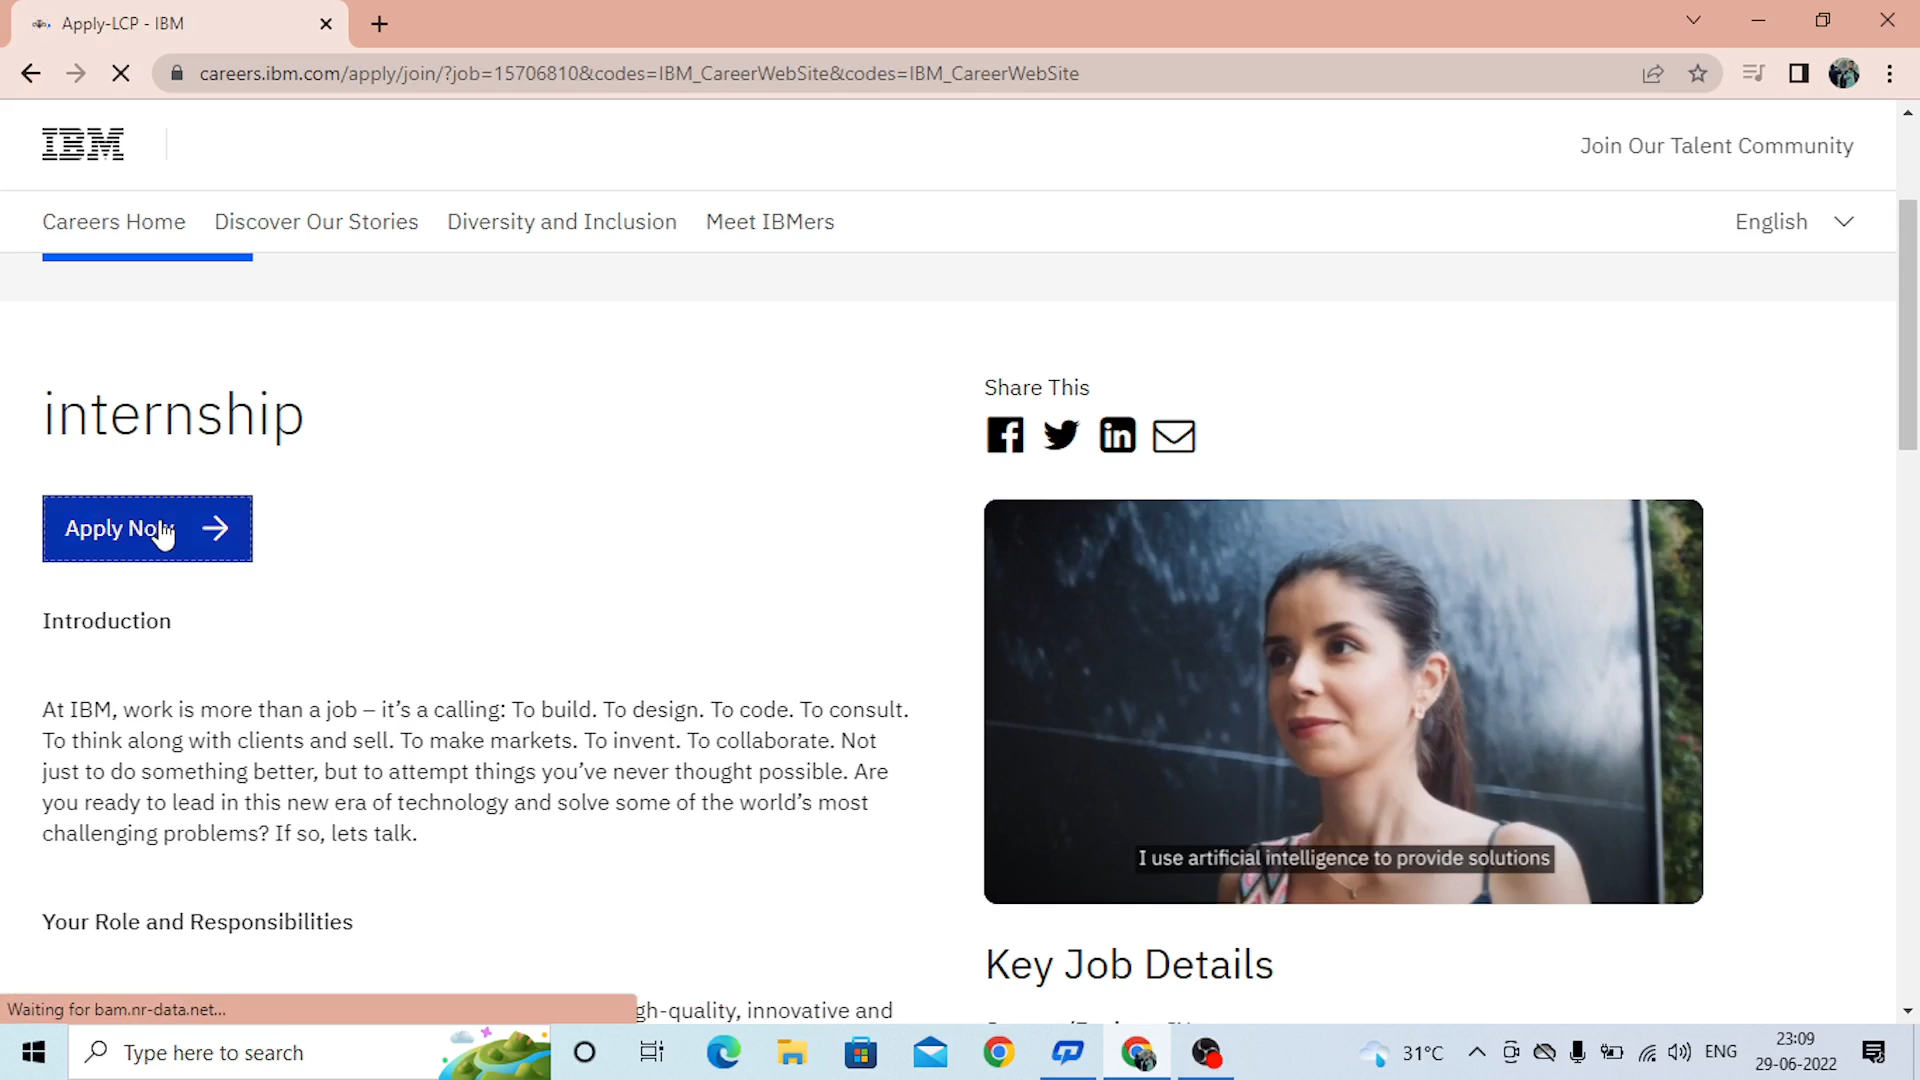 Apply-LCP - IBM
careers.ibm.com/apply/join/?job=15706810&codes=IBM_CareerWebSite&codes=IBM_CareerWebSite
IBM
Join Our Talent Community
Careers Home Discover Our Stories Diversity and Inclusion Meet IBMers English
internship
Apply Now
Introduction
At IBM, work is more than a job – it's a calling: To build. To design. To code. To consult.
To think along with clients and sell. To make markets. To invent. To collaborate. Not
just to do something better, but to attempt things you've never thought possible. Are
you ready to lead in this new era of technology and solve some of the world's most
challenging problems? If so, lets talk.
Your Role and Responsibilities
gh-quality, innovative and
Share This
I use artificial intelligence to provide solutions
Key Job Details
Waiting for bam.nr-data.net...
Type here to search
31°C
ENG
23:09
29-06-2022